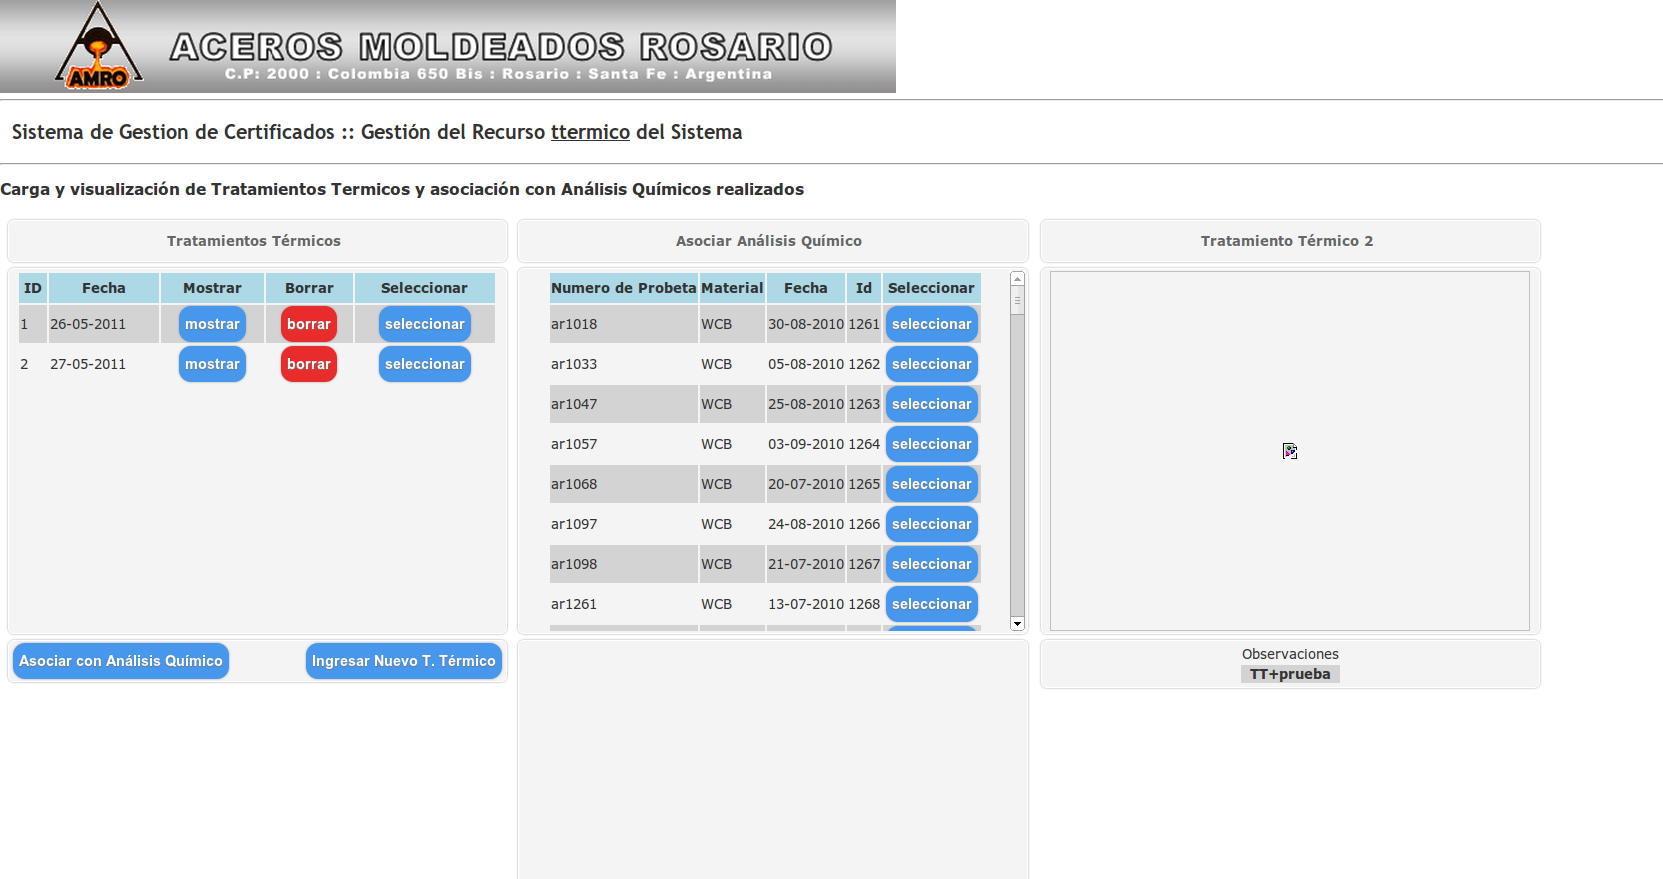 AMRO
ACEROS MOLDEADOS ROSARIO
C.P: 2000 : Colombia 650 Bis : Rosario : Santa Fe : Argentina
Sistema de Gestion de Certificados :: Gestión del Recurso ttermico del Sistema
Carga y visualización de Tratamientos Termicos y asociación con Análisis Químicos realizados
Tratamientos Térmicos
ID Fecha Mostrar Borrar Seleccionar
1 26-05-2011 mostrar borrar seleccionar
2 27-05-2011 mostrar borrar seleccionar
Asociar con Análisis Químico Ingresar Nuevo T. Térmico
Asociar Análisis Químico
Numero de Probeta Material Fecha Id Seleccionar
ar1018 WCB 30-08-2010 1261 seleccionar
ar1033 WCB 05-08-2010 1262 seleccionar
ar1047 WCB 25-08-2010 1263 seleccionar
ar1057 WCB 03-09-2010 1264 seleccionar
ar1068 WCB 20-07-2010 1265 seleccionar
ar1097 WCB 24-08-2010 1266 seleccionar
ar1098 WCB 21-07-2010 1267 seleccionar
ar1261 WCB 13-07-2010 1268 seleccionar
Tratamiento Térmico 2
Observaciones
TT+prueba